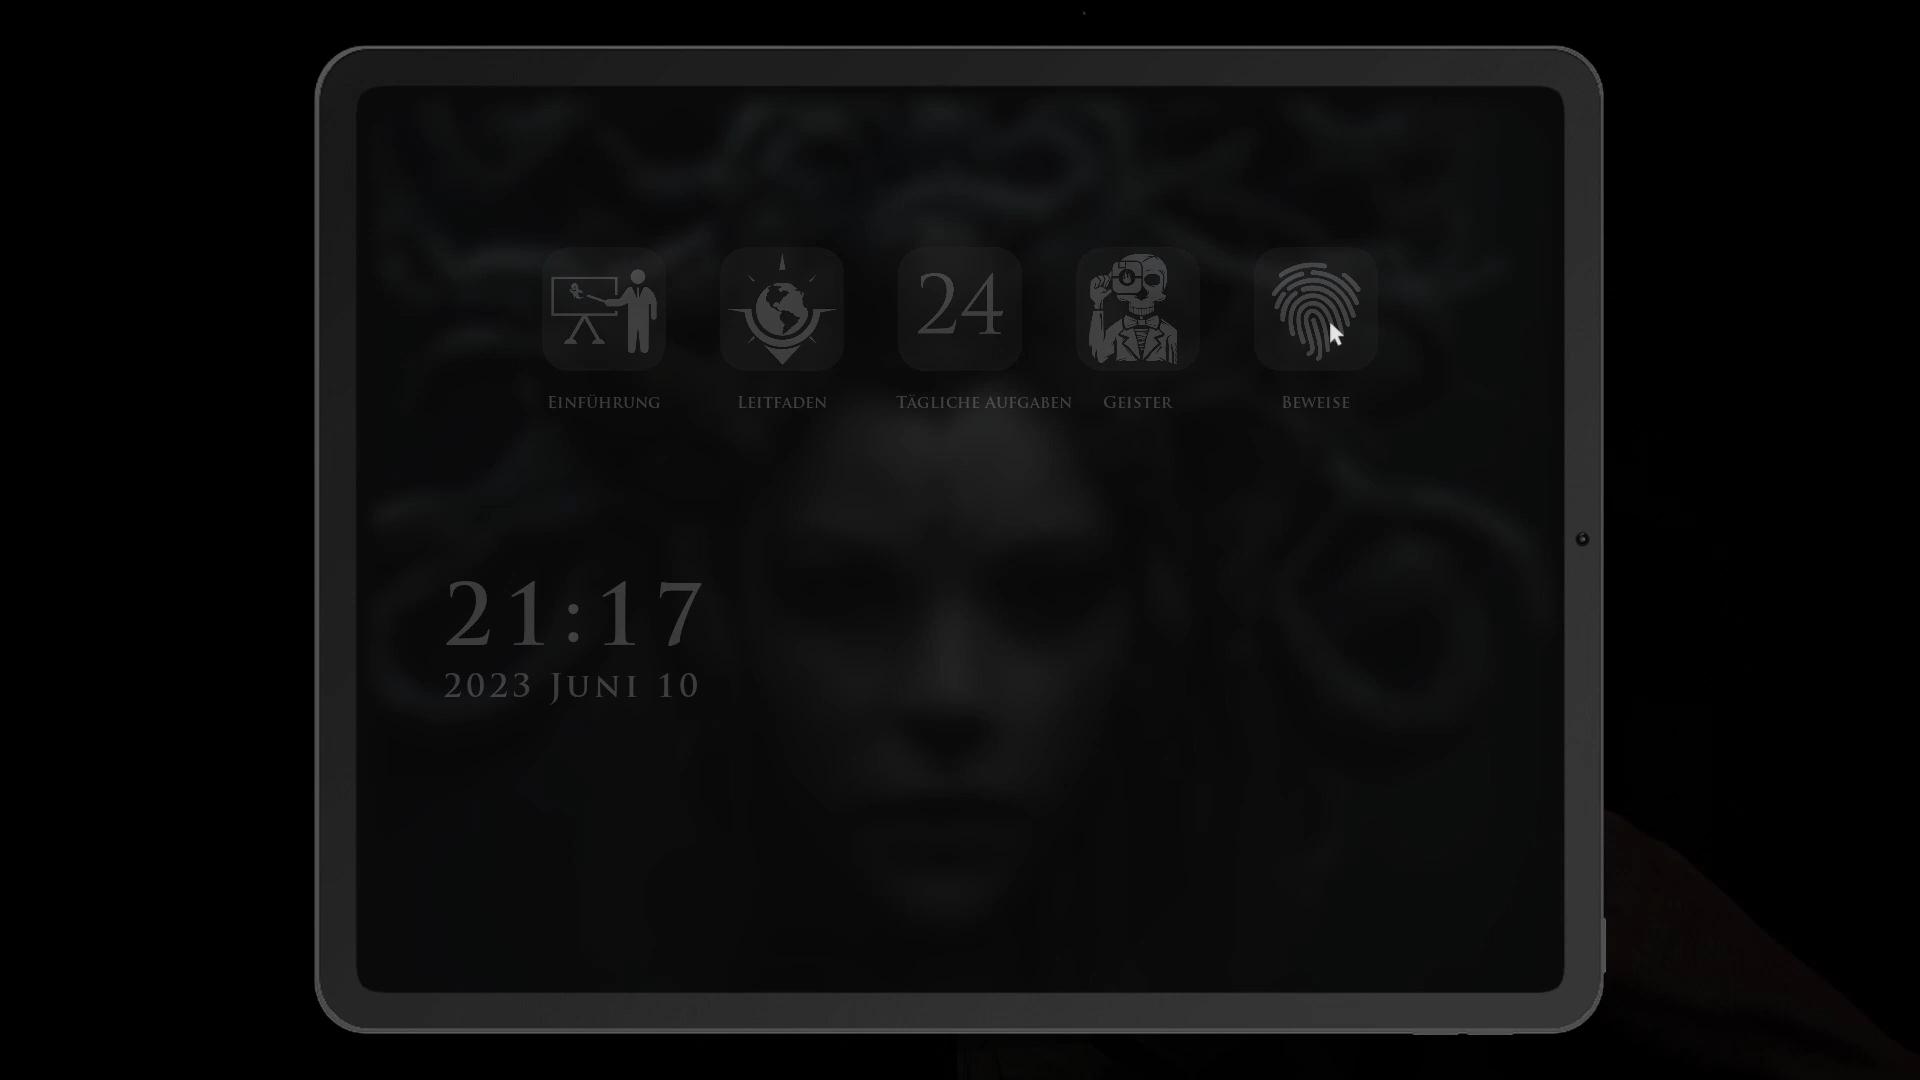 24
EINFÜHRUNG
LEITFADEN
TÄGLICHE AUFGABEN
GEISTER
BEWEISE
21:17
2023 JUNI 10